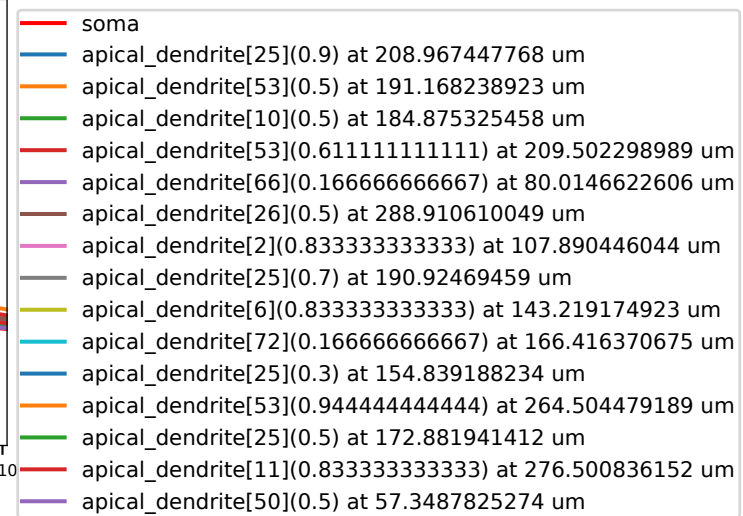 soma
apical_dendrite[25](0.9) at 208.967447768 um
apical_dendrite[53](0.5) at 191.168238923 um
apical_dendrite[10](0.5) at 184.875325458 um
apical_dendrite[53](0.611111111111) at 209.502298989 um
apical_dendrite[66](0.166666666667) at 80.0146622606 um
apical_dendrite[26](0.5) at 288.910610049 um
apical_dendrite[2](0.833333333333) at 107.890446044 um
apical_dendrite[25](0.7) at 190.92469459 um
apical_dendrite[6](0.833333333333) at 143.219174923 um
apical_dendrite[72](0.166666666667) at 166.416370675 um
apical_dendrite[25](0.3) at 154.839188234 um
apical_dendrite[53](0.944444444444) at 264.504479189 um
apical_dendrite[25](0.5) at 172.881941412 um
apical_dendrite[11](0.833333333333) at 276.500836152 um
apical_dendrite[50](0.5) at 57.3487825274 um
10